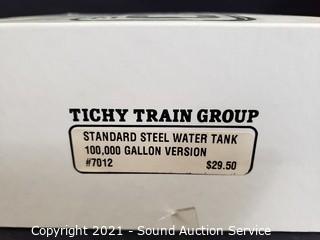 TICHY TRAIN GROUP
STANDARD STEEL WATER TANK
100,000 GALLON VERSION
#7012 $29.50
Copyright 2021 - Sound Auction Service